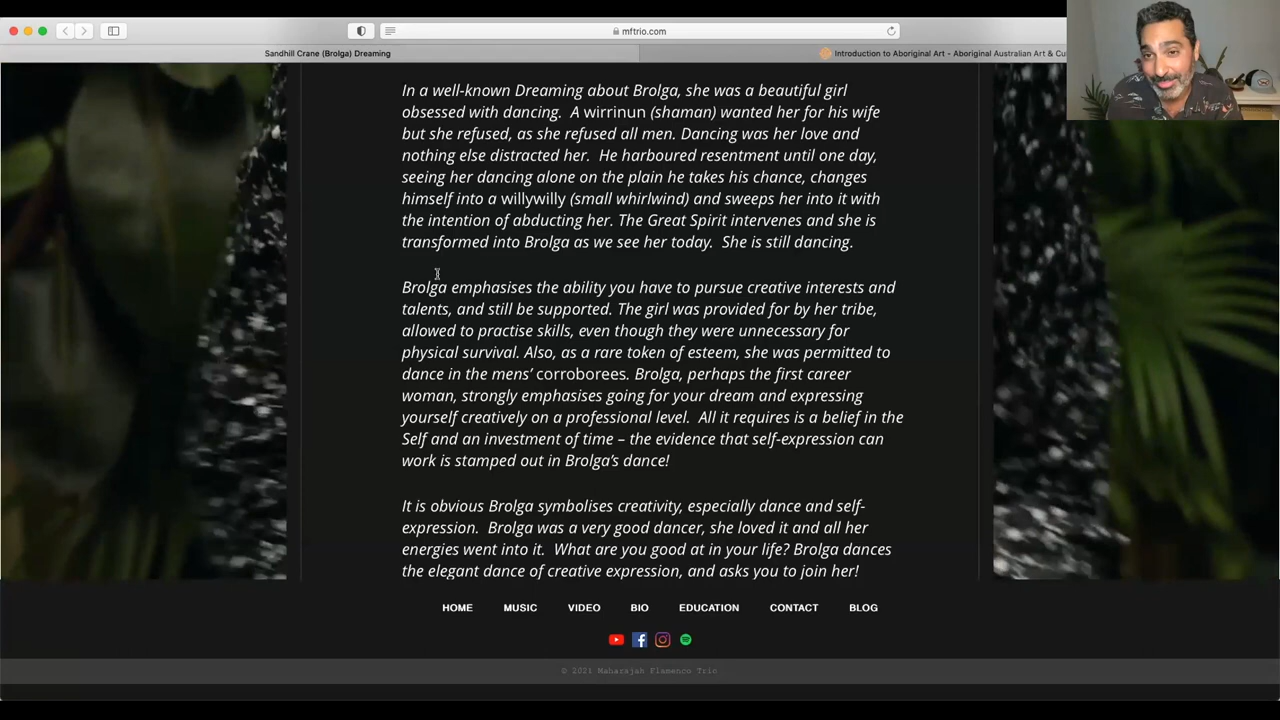 mftrio.com
Sandhill Crane (Brolga) Dreaming
Introduction to Aboriginal Art - Aboriginal Australian Art & Cu
In a well-known Dreaming about Brolga, she was a beautiful girl
obsessed with dancing. A wirrinun (shaman) wanted her for his wife
but she refused, as she refused all men. Dancing was her love and
nothing else distracted her. He harboured resentment until one day,
seeing her dancing alone on the plain he takes his chance, changes
himself into a willywilly (small whirlwind) and sweeps her into it with
the intention of abducting her. The Great Spirit intervenes and she is
transformed into Brolga as we see her today. She is still dancing.
Brolga emphasises the ability you have to pursue creative interests and
talents, and still be supported. The girl was provided for by her tribe,
allowed to practise skills, even though they were unnecessary for
physical survival. Also, as a rare token of esteem, she was permitted to
dance in the mens' corroborees. Brolga, perhaps the first career
woman, strongly emphasises going for your dream and expressing
yourself creatively on a professional level. All it requires is a belief in the
Self and an investment of time – the evidence that self-expression can
work is stamped out in Brolga's dance!
It is obvious Brolga symbolises creativity, especially dance and self-
expression. Brolga was a very good dancer, she loved it and all her
energies went into it. What are you good at in your life? Brolga dances
the elegant dance of creative expression, and asks you to join her!
HOME MUSIC VIDEO BIO EDUCATION CONTACT BLOG
© 2021 Maharajah Flamenco Trio